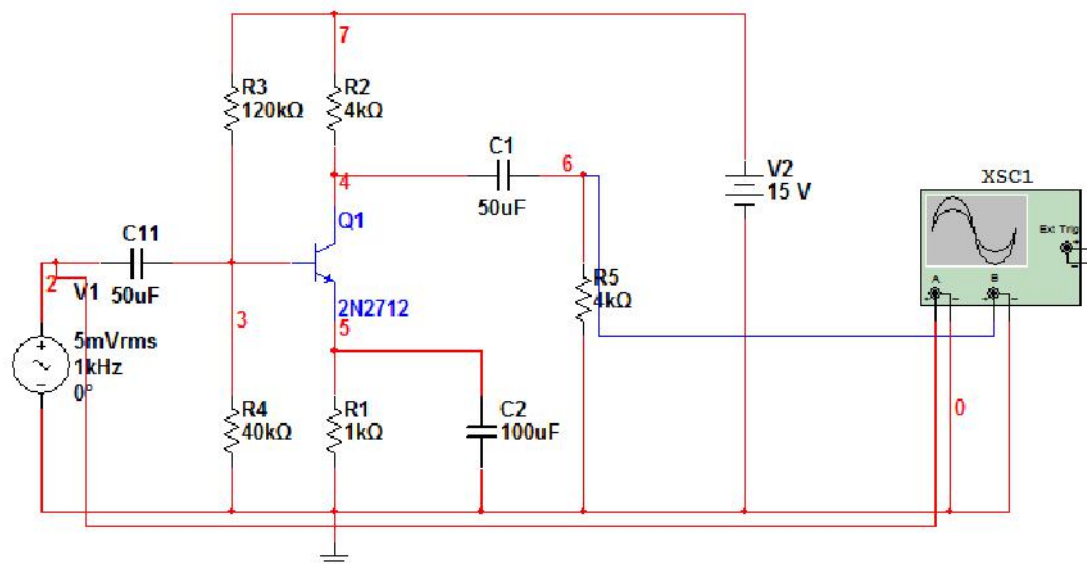 7
R3
120kΩ
R2
4kΩ
C1
50uF
6
V2
15 V
XSC1
Ext Trig
+
-
A
B
+ - + -
4
Q1
C11
50uF
2
V1
2N2712
3
5
R5
4kΩ
5mVrms
1kHz
0°
R4
40kΩ
R1
1kΩ
C2
100uF
0